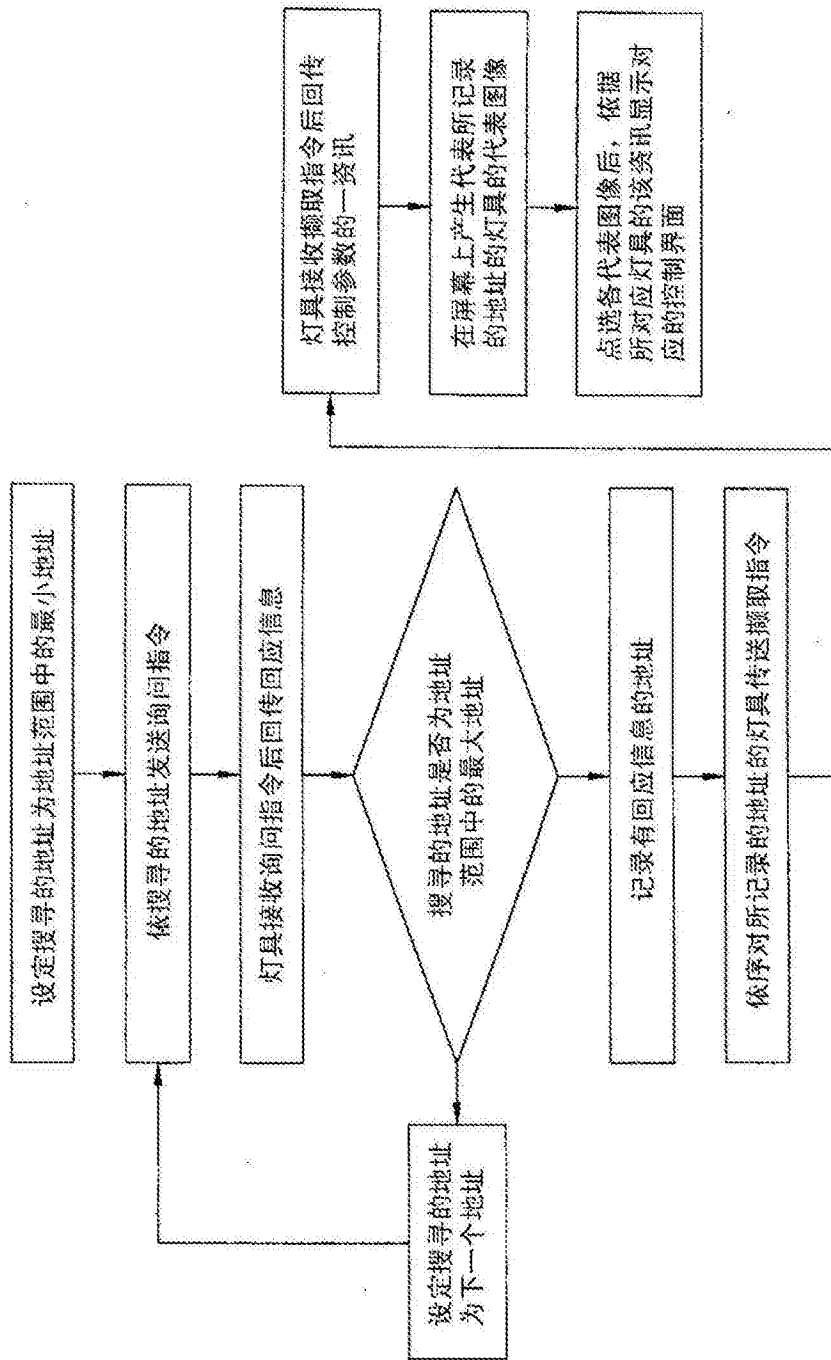 设定搜寻的地址为地址范围中的最小地址
依搜寻的地址发送询问指令
灯具接收询问指令后回传回应信息
搜寻的地址是否为地址
范围中的最大地址
设定搜寻的地址
为下一个地址
记录有回应信息的地址
依序对所记录的地址的灯具传送撷取指令
灯具接收撷取指令后回传
控制参数的一资讯
在屏幕上产生代表所记录
的地址的灯具的代表图像
点选各代表图像后，依据
所对应灯具的该资讯显示对
应的控制界面